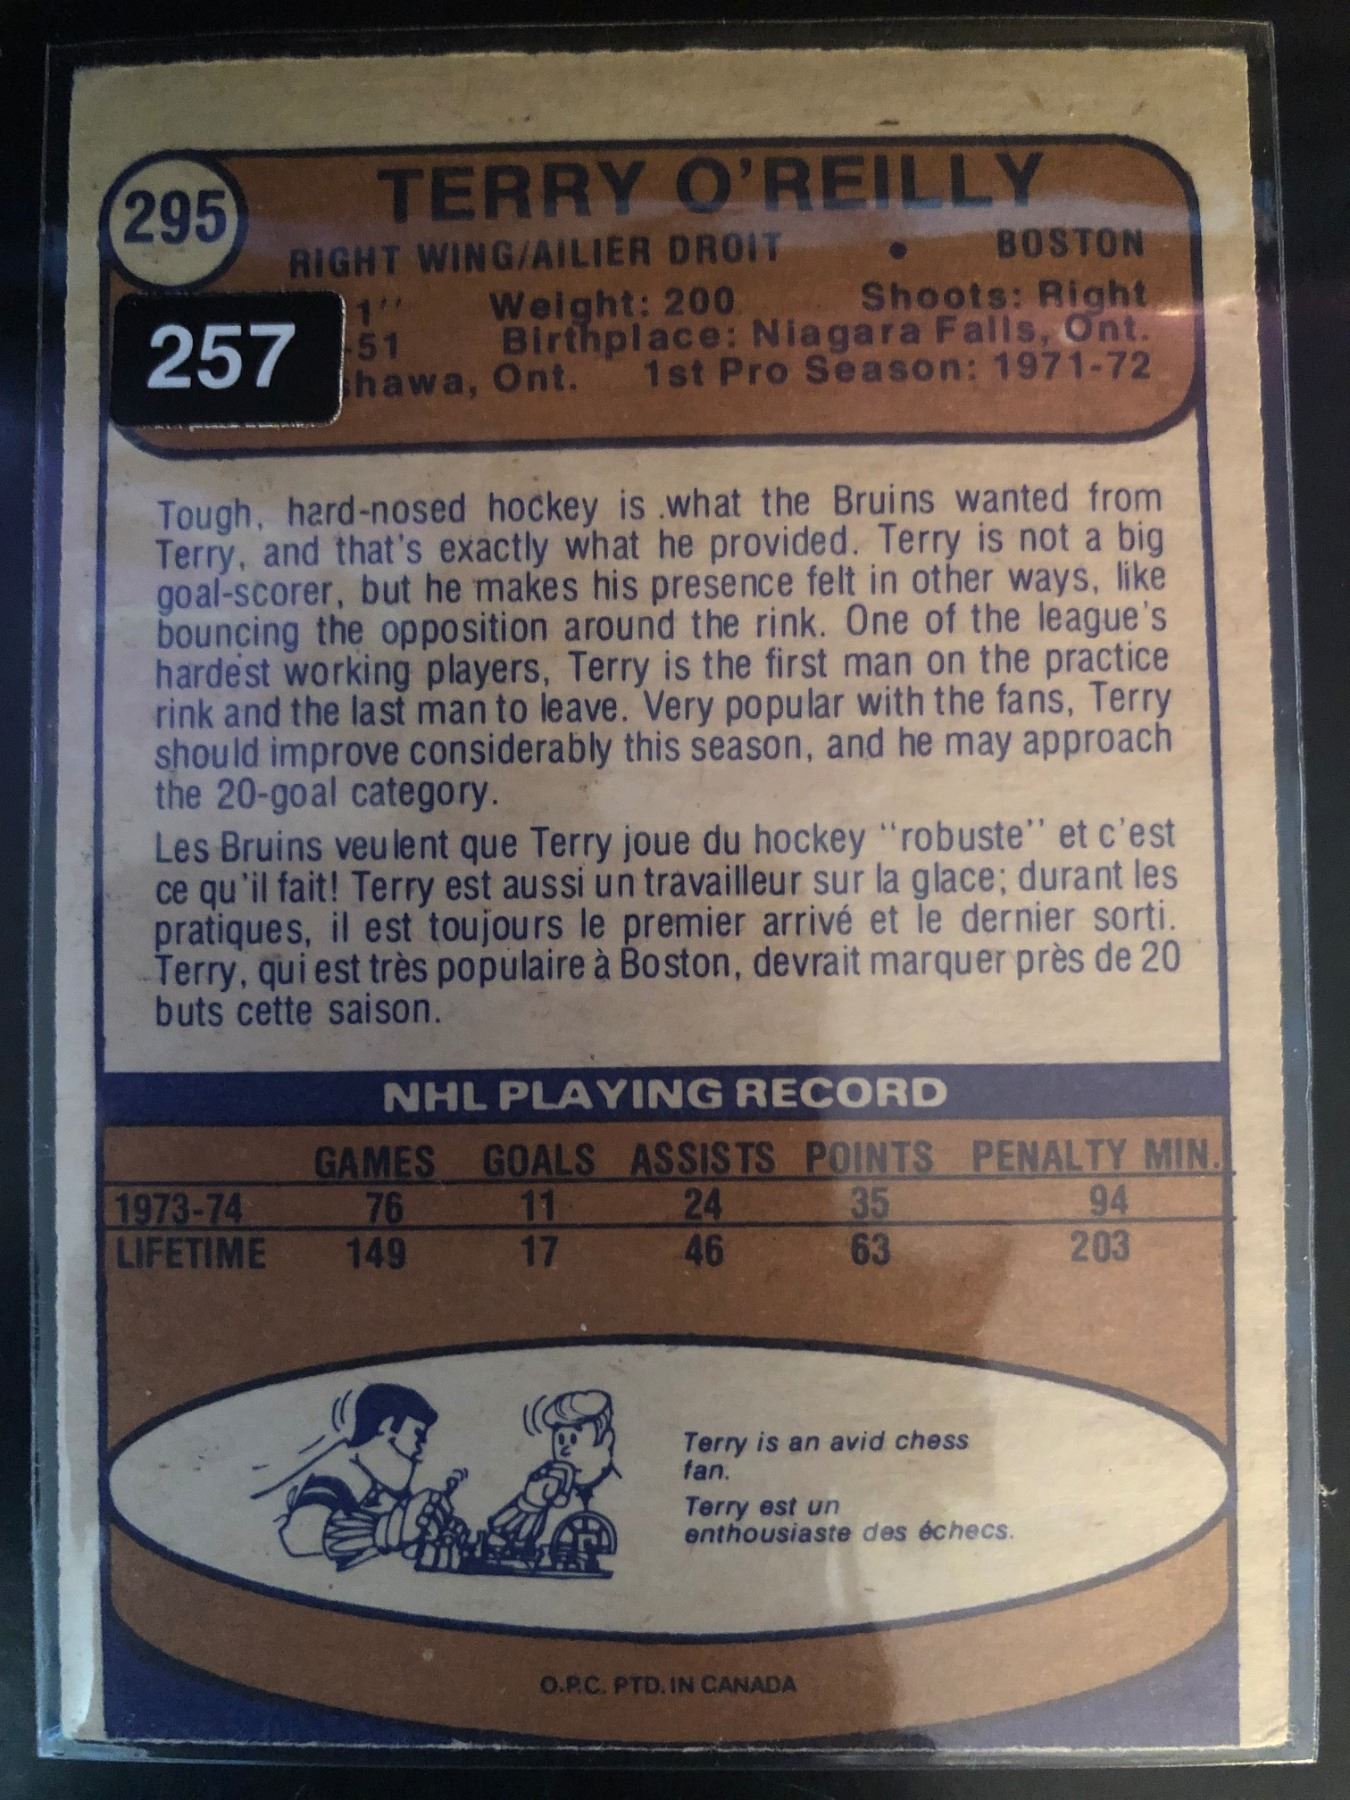 295
TERRY O'REILLY
RIGHT WING/AILIER DROIT • BOSTON
257
1'' Weight: 200 Shoots: Right
-51 Birthplace: Niagara Falls, Ont.
hawa, Ont. 1st Pro Season: 1971-72
Tough, hard-nosed hockey is what the Bruins wanted from
Terry, and that's exactly what he provided. Terry is not a big
goal-scorer, but he makes his presence felt in other ways, like
bouncing the opposition around the rink. One of the league's
hardest working players, Terry is the first man on the practice
rink and the last man to leave. Very popular with the fans, Terry
should improve considerably this season, and he may approach
the 20-goal category.
Les Bruins veulent que Terry joue du hockey ''robuste'' et c'est
ce qu'il fait! Terry est aussi un travailleur sur la glace; durant les
pratiques, il est toujours le premier arrivé et le dernier sorti.
Terry, qui est très populaire à Boston, devrait marquer près de 20
buts cette saison.
NHL PLAYING RECORD
GAMES GOALS ASSISTS POINTS PENALTY MIN.
1973-74 76 11 24 35 94
LIFETIME 149 17 46 63 203
Terry is an avid chess
fan.
Terry est un
enthousiaste des échecs.
O.P.C. PTD. IN CANADA